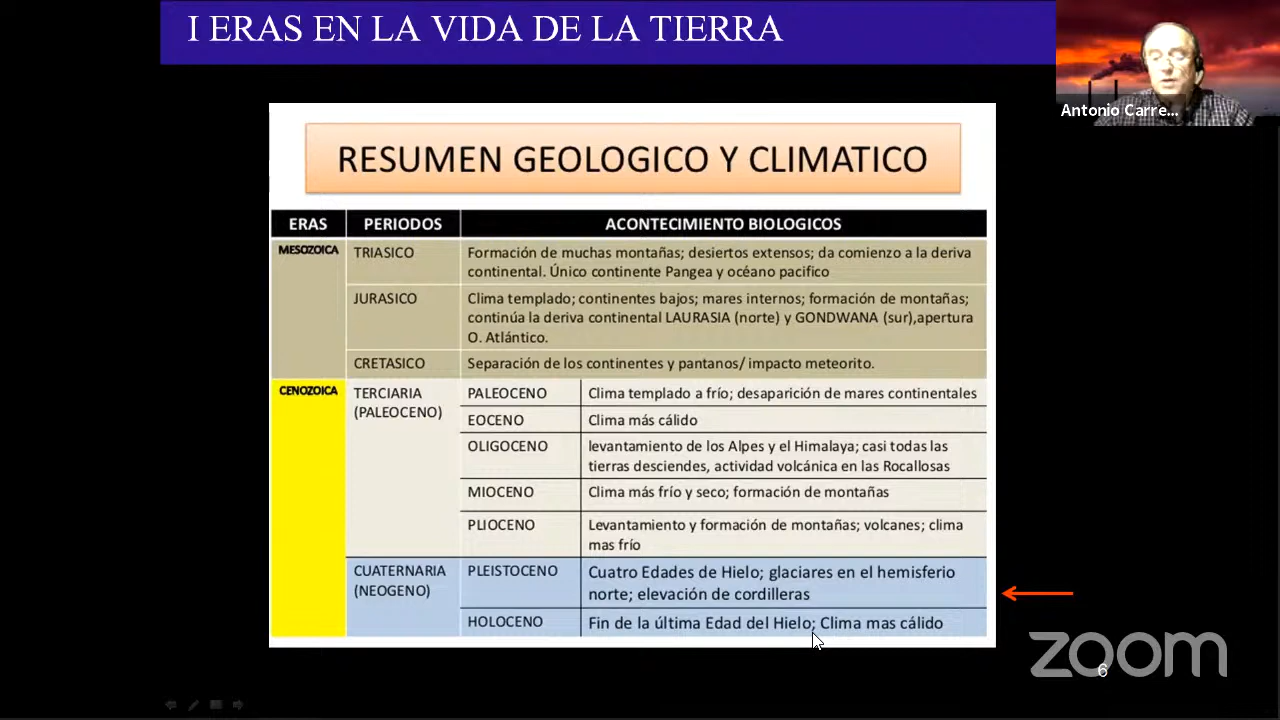 I ERAS EN LA VIDA DE LA TIERRA
Antonio Carre...
RESUMEN GEOLOGICO Y CLIMATICO
ERAS PERIODOS ACONTECIMIENTO BIOLOGICOS
MESOZOICA
TRIASICO
Formación de muchas montañas; desiertos extensos; da comienzo a la deriva
continental. Único continente Pangea y océano pacifico
JURASICO
Clima templado; continentes bajos; mares internos; formación de montañas;
continúa la deriva continental LAURASIA (norte) y GONDWANA (sur),apertura
O. Atlántico.
CRETASICO
Separación de los continentes y pantanos/ impacto meteorito.
CENOZOICA
TERCIARIA
(PALEOCENO)
PALEOCENO
Clima templado a frío; desaparición de mares continentales
EOCENO
Clima más cálido
OLIGOCENO
levantamiento de los Alpes y el Himalaya; casi todas las
tierras desciendes, actividad volcánica en las Rocallosas
MIOCENO
Clima más frío y seco; formación de montañas
PLIOCENO
Levantamiento y formación de montañas; volcanes; clima
mas frío
CUATERNARIA
(NEOGENO)
PLEISTOCENO
Cuatro Edades de Hielo; glaciares en el hemisferio
norte; elevación de cordilleras
HOLOCENO
Fin de la última Edad del Hielo; Clima mas cálido
zoom
6